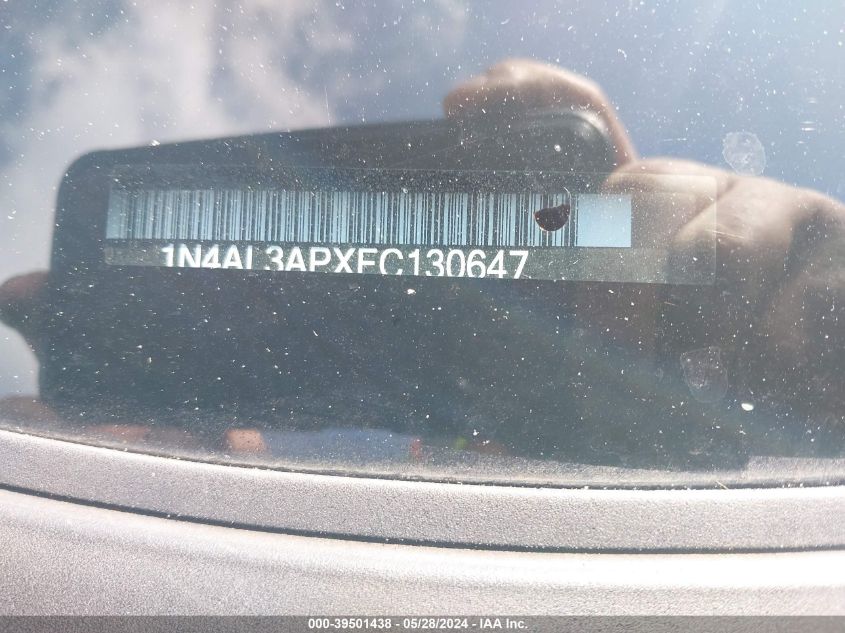 1N4AL3APXFC130647
000-39501438 - 05/28/2024 - IAA Inc.